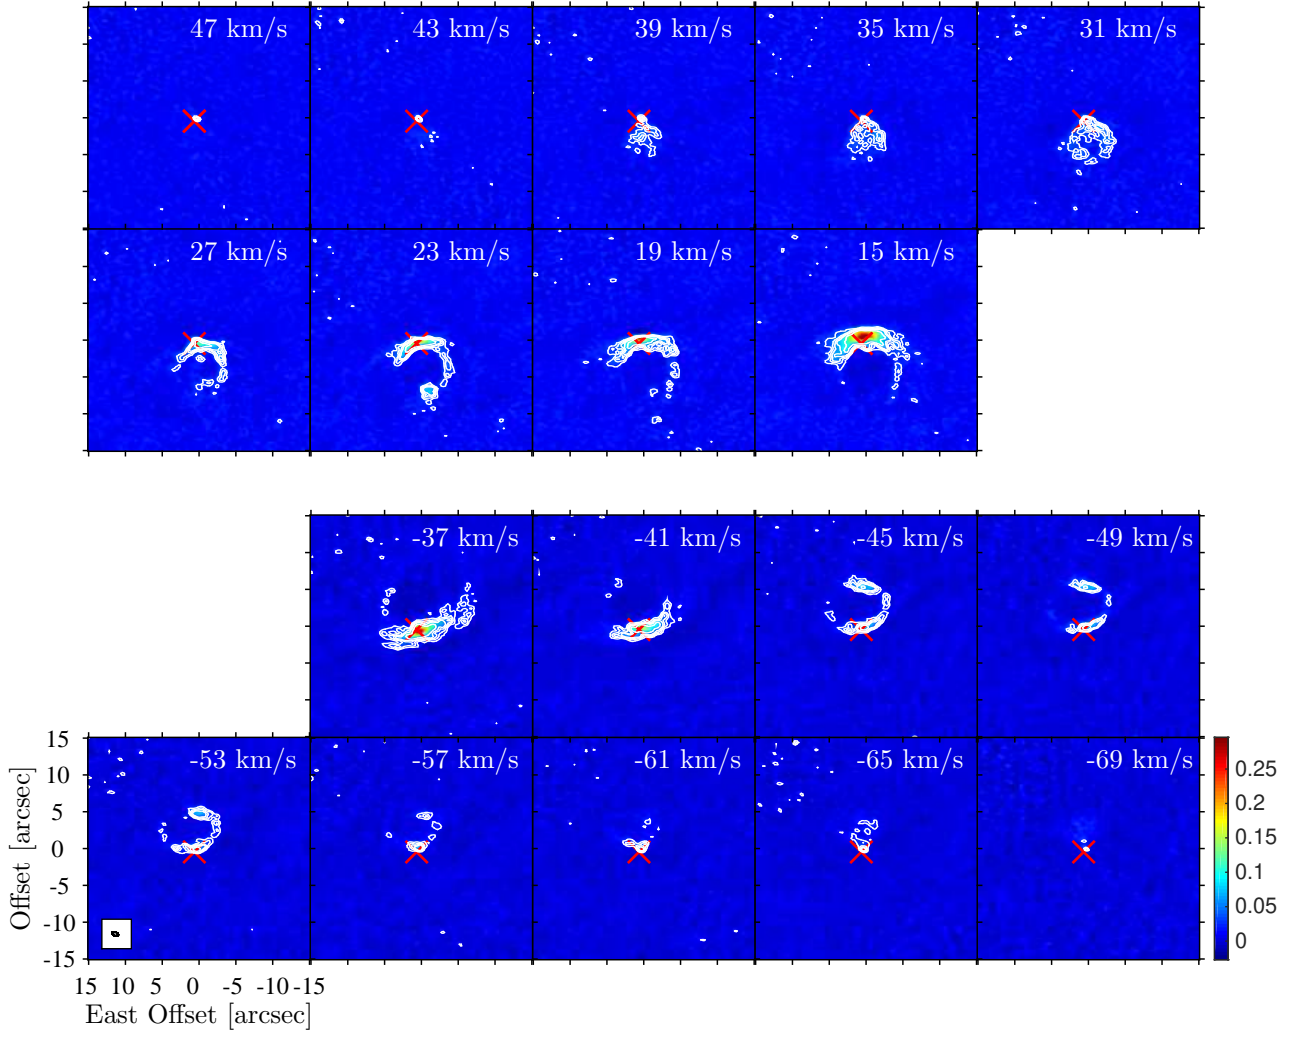 47 km/s 43 km/s 39 km/s 35 km/s 31 km/s
27 km/s 23 km/s 19 km/s 15 km/s
-37 km/s -41 km/s -45 km/s -49 km/s
-53 km/s -57 km/s -61 km/s -65 km/s -69 km/s
15
10
5
0
-5
-10
-15
Offset [arcsec]
15 10 5 0 -5 -10 -15
East Offset [arcsec]
0.25
0.2
0.15
0.1
0.05
0